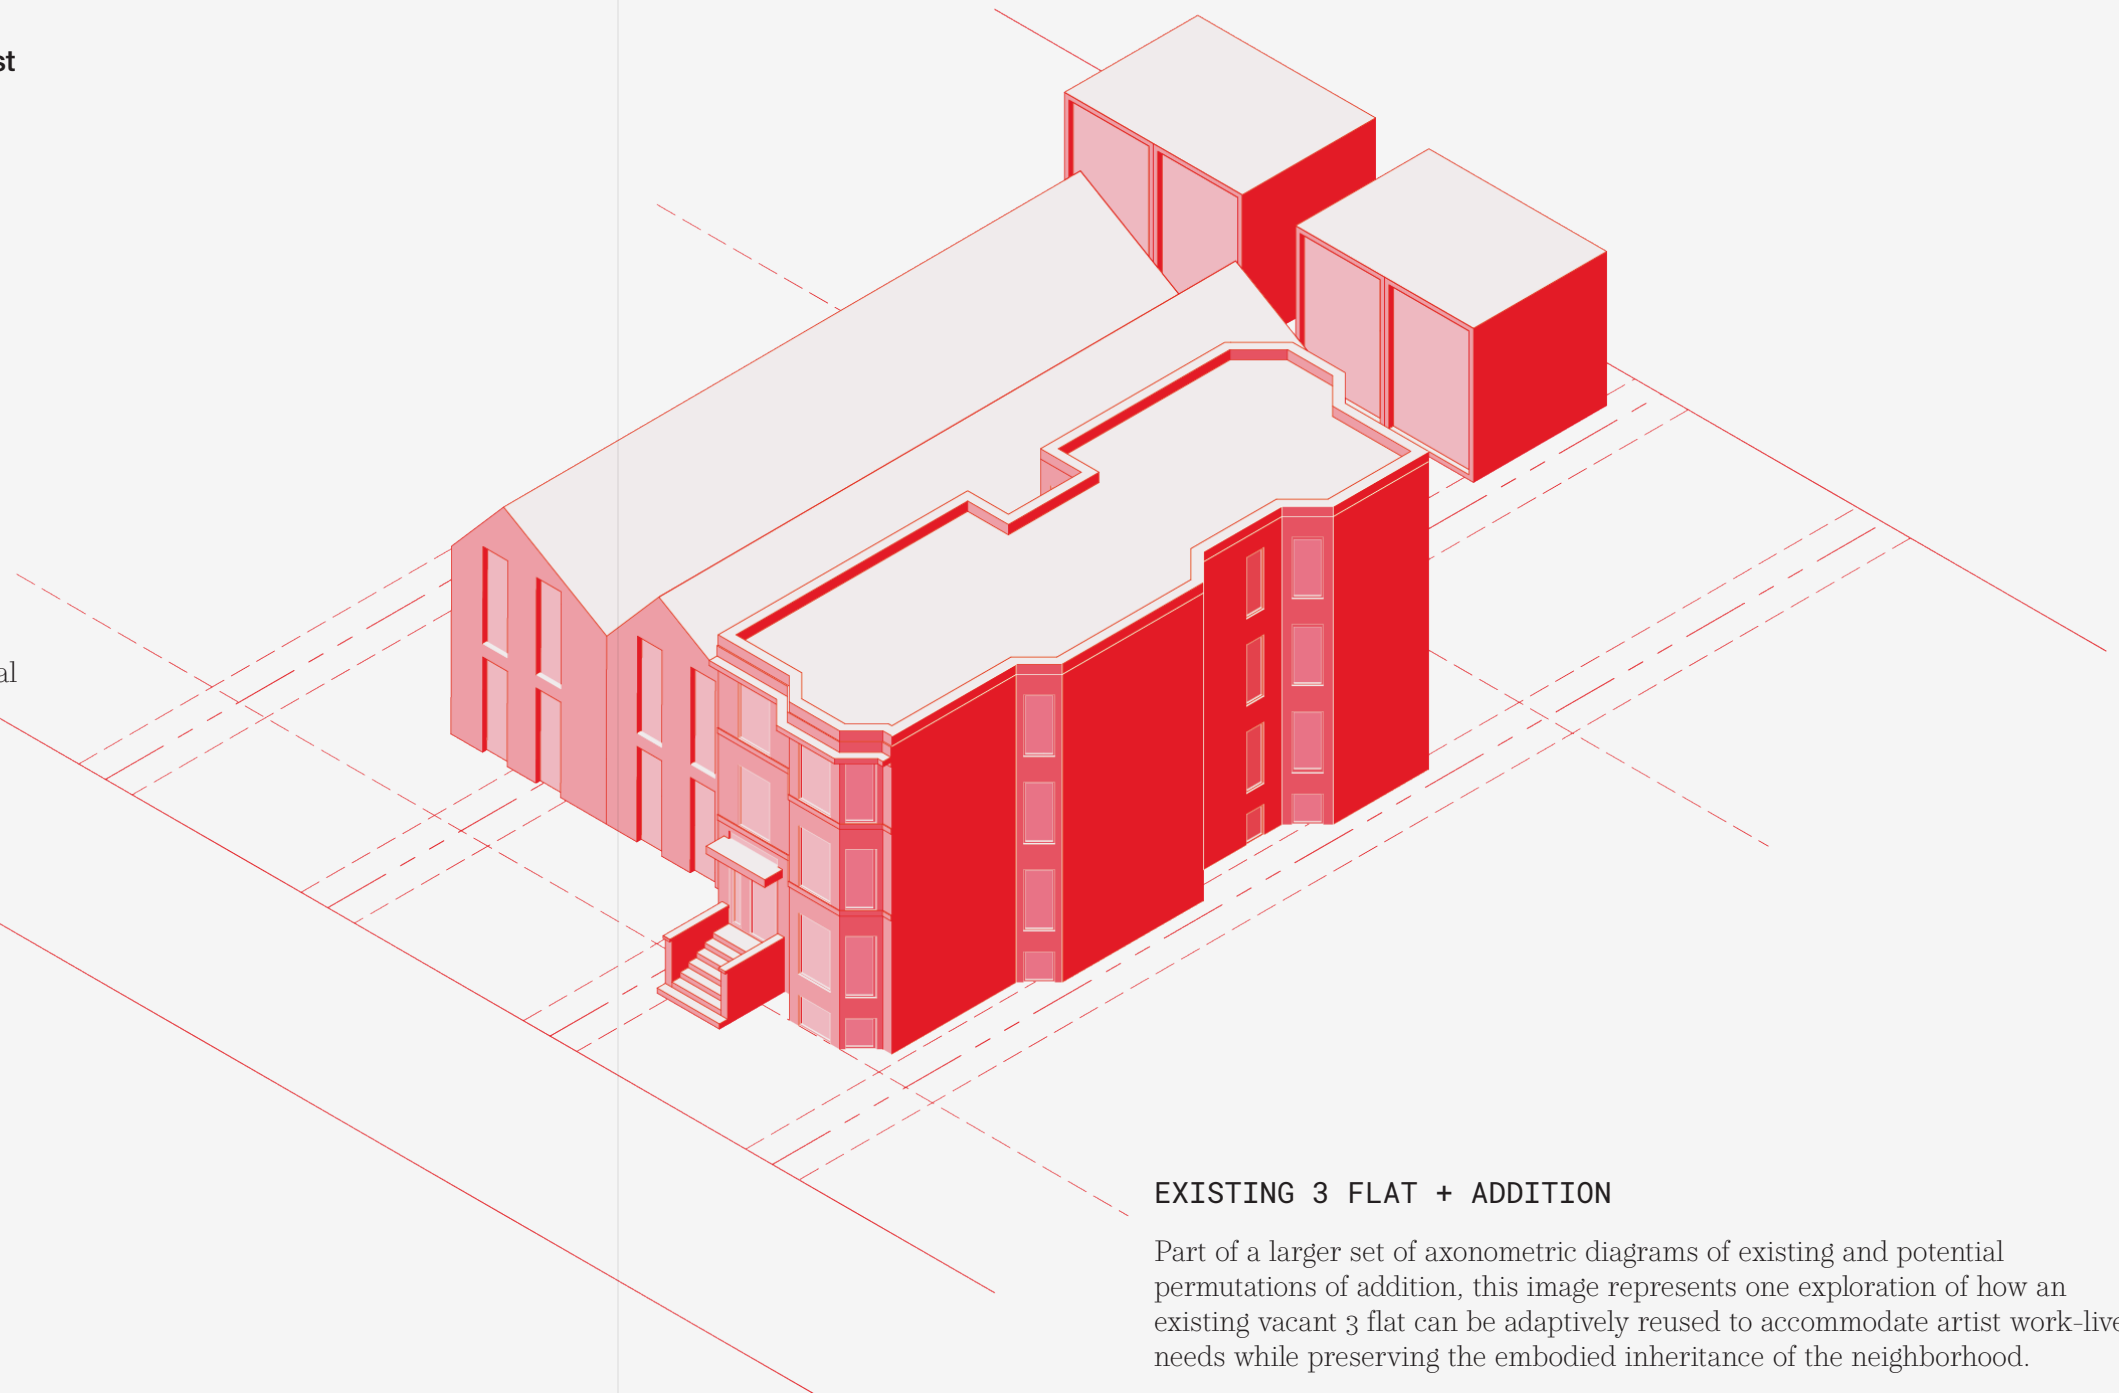 st
al
EXISTING 3 FLAT + ADDITION
Part of a larger set of axonometric diagrams of existing and potential
permutations of addition, this image represents one exploration of how an
existing vacant 3 flat can be adaptively reused to accommodate artist work-live
needs while preserving the embodied inheritance of the neighborhood.